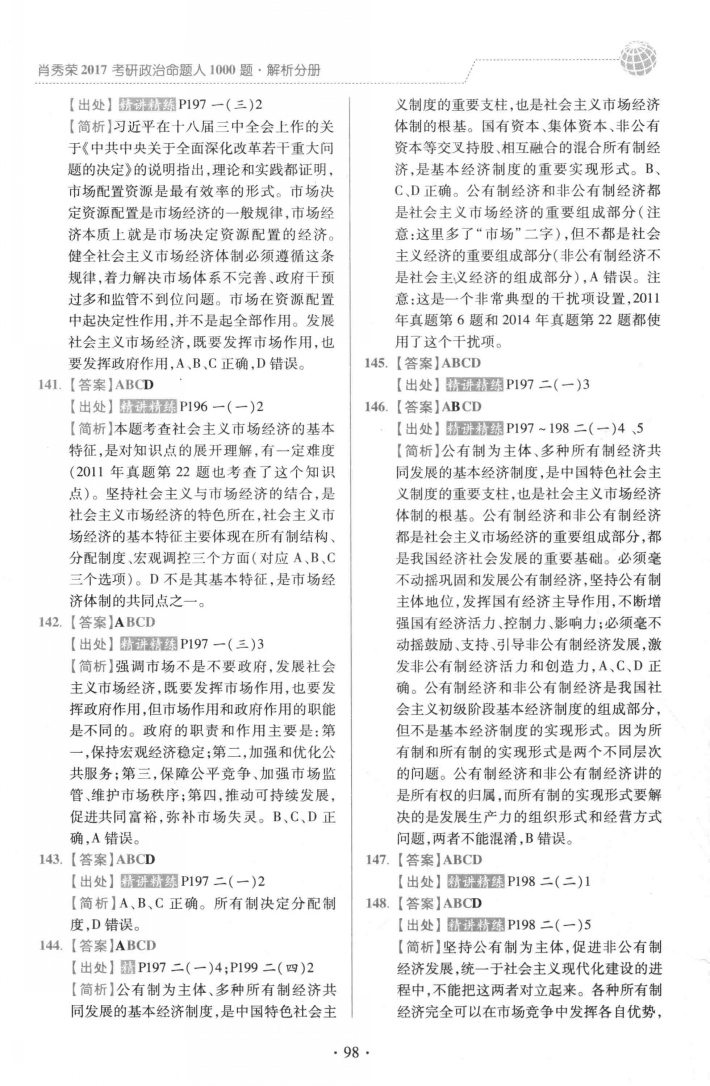 肖秀荣 2017 考研政治命题人 1000 题·解析分册
【出处】精讲精练P197 一(三)2
【简析】习近平在十八届三中全会上作的关
于《中共中央关于全面深化改革若干重大问
题的决定》的说明指出,理论和实践都证明,
市场配置资源是最有效率的形式。市场决
定资源配置是市场经济的一般规律,市场经
济本质上就是市场决定资源配置的经济。
健全社会主义市场经济体制必须遵循这条
规律,着力解决市场体系不完善、政府干预
过多和监管不到位问题。市场在资源配置
中起决定性作用,并不是起全部作用。发展
社会主义市场经济,既要发挥市场作用,也
要发挥政府作用,A、B、C 正确,D 错误。
141. 【答案】ABCD
【出处】精讲精练P196 一(一)2
【简析】本题考查社会主义市场经济的基本
特征,是对知识点的展开理解,有一定难度
(2011 年真题第 22 题也考查了这个知识
点)。坚持社会主义与市场经济的结合,是
社会主义市场经济的特色所在,社会主义市
场经济的基本特征主要体现在所有制结构、
分配制度、宏观调控三个方面(对应 A、B、C
三个选项)。D 不是其基本特征,是市场经
济体制的共同点之一。
142. 【答案】ABCD
【出处】精讲精练P197 一(三)3
【简析】强调市场不是不要政府,发展社会
主义市场经济,既要发挥市场作用,也要发
挥政府作用,但市场作用和政府作用的职能
是不同的。政府的职责和作用主要是:第
一,保持宏观经济稳定;第二,加强和优化公
共服务;第三,保障公平竞争、加强市场监
管、维护市场秩序;第四,推动可持续发展,
促进共同富裕,弥补市场失灵。B、C、D 正
确,A 错误。
143. 【答案】ABCD
【出处】精讲精练P197 二(一)2
【简析】A、B、C 正确。所有制决定分配制
度,D 错误。
144. 【答案】ABCD
【出处】精P197 二(一)4;P199 二(四)2
【简析】公有制为主体、多种所有制经济共
同发展的基本经济制度,是中国特色社会主
义制度的重要支柱,也是社会主义市场经济
体制的根基。国有资本、集体资本、非公有
资本等交叉持股、相互融合的混合所有制经
济,是基本经济制度的重要实现形式。B、
C、D 正确。公有制经济和非公有制经济都
是社会主义市场经济的重要组成部分(注
意:这里多了“市场”二字),但不都是社会
主义经济的重要组成部分(非公有制经济不
是社会主义经济的组成部分),A 错误。注
意:这是一个非常典型的干扰项设置,2011
年真题第 6 题和 2014 年真题第 22 题都使
用了这个干扰项。
145. 【答案】ABCD
【出处】精讲精练P197 二(一)3
146. 【答案】ABCD
【出处】精讲精练P197~198 二(一)4、5
【简析】公有制为主体、多种所有制经济共
同发展的基本经济制度,是中国特色社会主
义制度的重要支柱,也是社会主义市场经济
体制的根基。公有制经济和非公有制经济
都是社会主义市场经济的重要组成部分,都
是我国经济社会发展的重要基础。必须毫
不动摇巩固和发展公有制经济,坚持公有制
主体地位,发挥国有经济主导作用,不断增
强国有经济活力、控制力、影响力;必须毫不
动摇鼓励、支持、引导非公有制经济发展,激
发非公有制经济活力和创造力,A、C、D 正
确。公有制经济和非公有制经济是我国社
会主义初级阶段基本经济制度的组成部分,
但不是基本经济制度的实现形式。因为所
有制和所有制的实现形式是两个不同层次
的问题。公有制经济和非公有制经济讲的
是所有权的归属,而所有制的实现形式要解
决的是发展生产力的组织形式和经营方式
问题,两者不能混淆,B 错误。
147. 【答案】ABCD
【出处】精讲精练P198 二(二)1
148. 【答案】ABCD
【出处】精讲精练P198 二(一)5
【简析】坚持公有制为主体,促进非公有制
经济发展,统一于社会主义现代化建设的进
程中,不能把这两者对立起来。各种所有制
经济完全可以在市场竞争中发挥各自优势,
· 98 ·